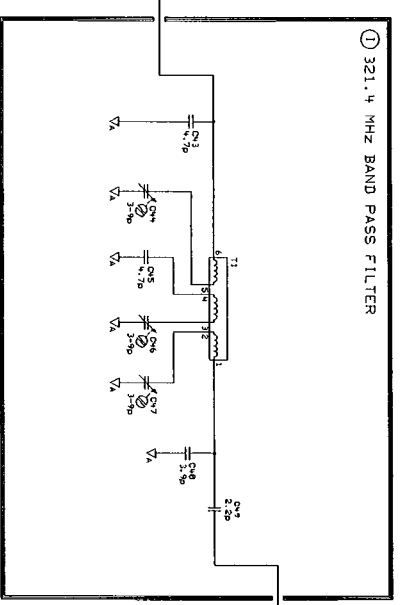 ① 321.4 MHz BAND PASS FILTER
T1
6
5
4
3
2
1
C43
4.7p
C44
3-9p
C45
4.7p
C46
3-9p
C47
3-9p
C48
3.9p
C49
2.2p
A
A
A
A
A
A